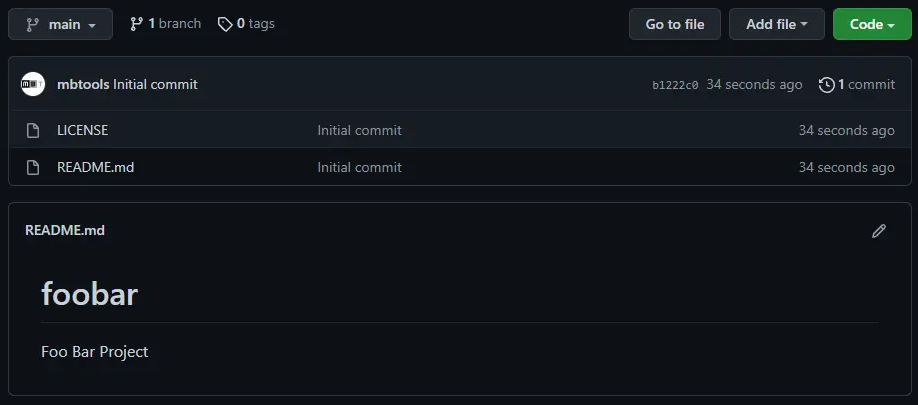 main 1 branch 0 tags Go to file Add file Code
mbtools Initial commit b1222c0 34 seconds ago 1 commit
LICENSE Initial commit 34 seconds ago
README.md Initial commit 34 seconds ago
README.md
foobar
Foo Bar Project